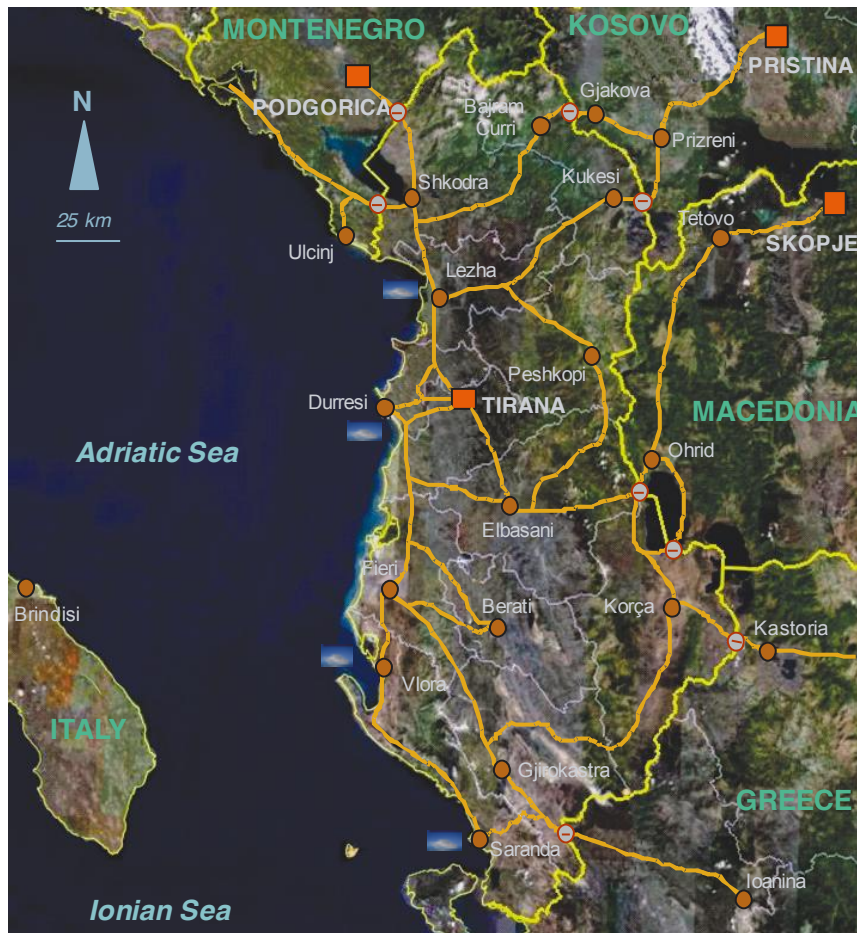 MONTENEGRO
KOSOVO
PRISTINA
PODGORICA
Bajram
Curri
Gjakova
Prizreni
N
25 km
Shkodra
Kukesi
Tetovo
SKOPJE
Ulcinj
Lezha
Peshkopi
Durresi
TIRANA
MACEDONIA
Adriatic Sea
Ohrid
Elbasani
Fieri
Brindisi
Berati
Korça
Kastoria
Vlora
ITALY
Gjirokastra
GREECE
Saranda
Ioanina
Ionian Sea